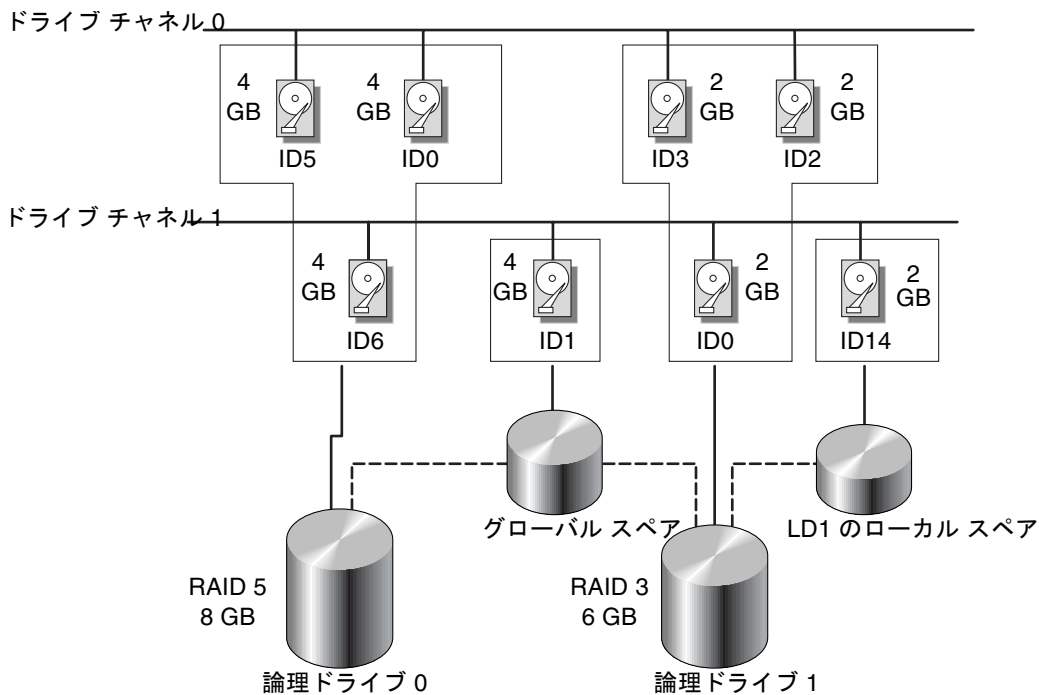 ドライブ チャネル 0
4 GB
4 GB
2 GB
2 GB
ID5
ID0
ID3
ID2
ドライブ チャネル 1
4 GB
4 GB
2 GB
2 GB
ID6
ID1
ID0
ID14
グローバル スペア
LD1 のローカル スペア
RAID 5
8 GB
RAID 3
6 GB
論理ドライブ 0
論理ドライブ 1